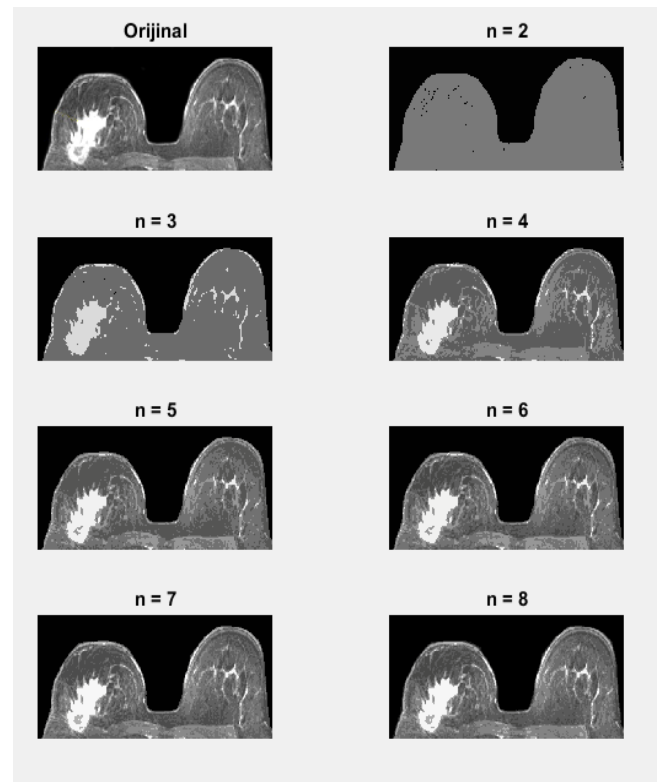 Orijinal
n = 2
n = 3
n = 4
n = 5
n = 6
n = 7
n = 8